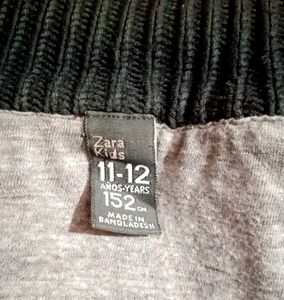 Zara
Kids
11-12
AÑOS-YEARS
152 CM
MADE IN
BANGLADESH